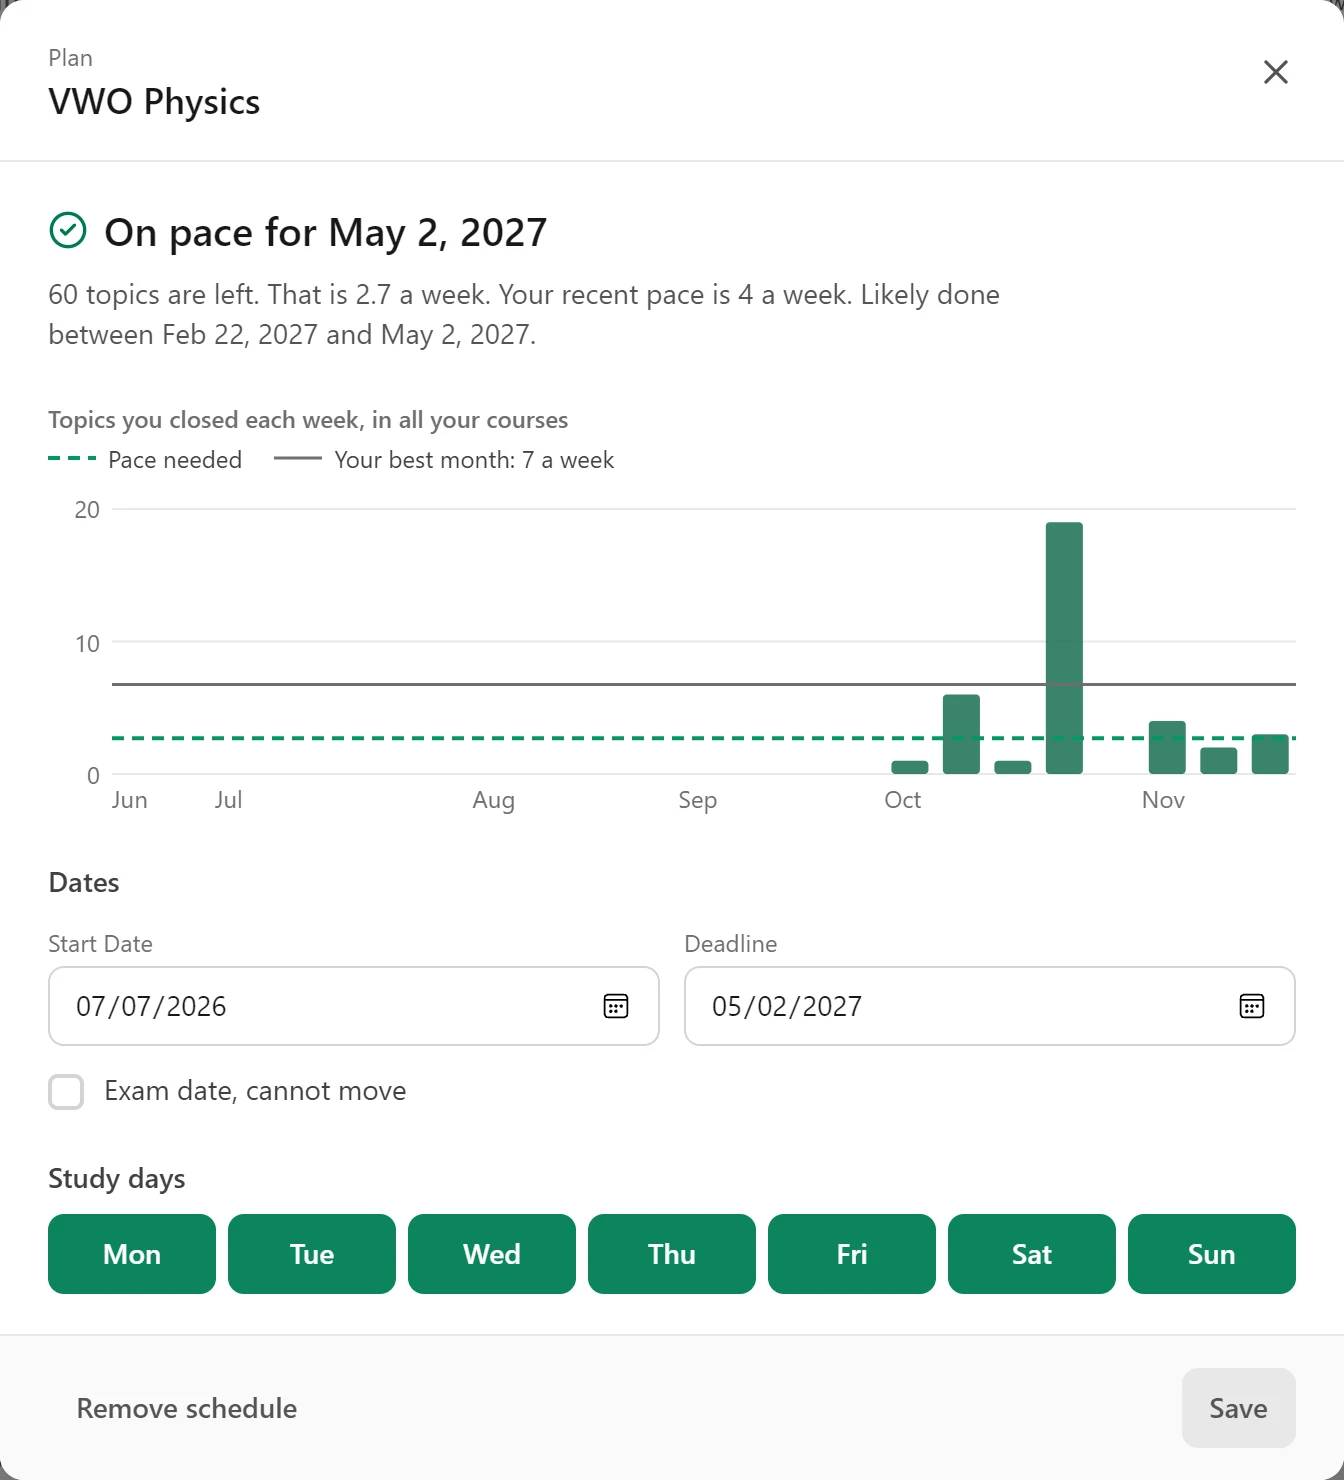 Plan
VWO Physics
On pace for May 2, 2027
60 topics are left. That is 2.7 a week. Your recent pace is 4 a week. Likely done
between Feb 22, 2027 and May 2, 2027.
Topics you closed each week, in all your courses
Pace needed
Your best month: 7 a week
20
10
0
Jun
Jul
Aug
Sep
Oct
Nov
Dates
Start Date
Deadline
07/07/2026
05/02/2027
Exam date, cannot move
Study days
Mon
Tue
Wed
Thu
Fri
Sat
Sun
Remove schedule
Save